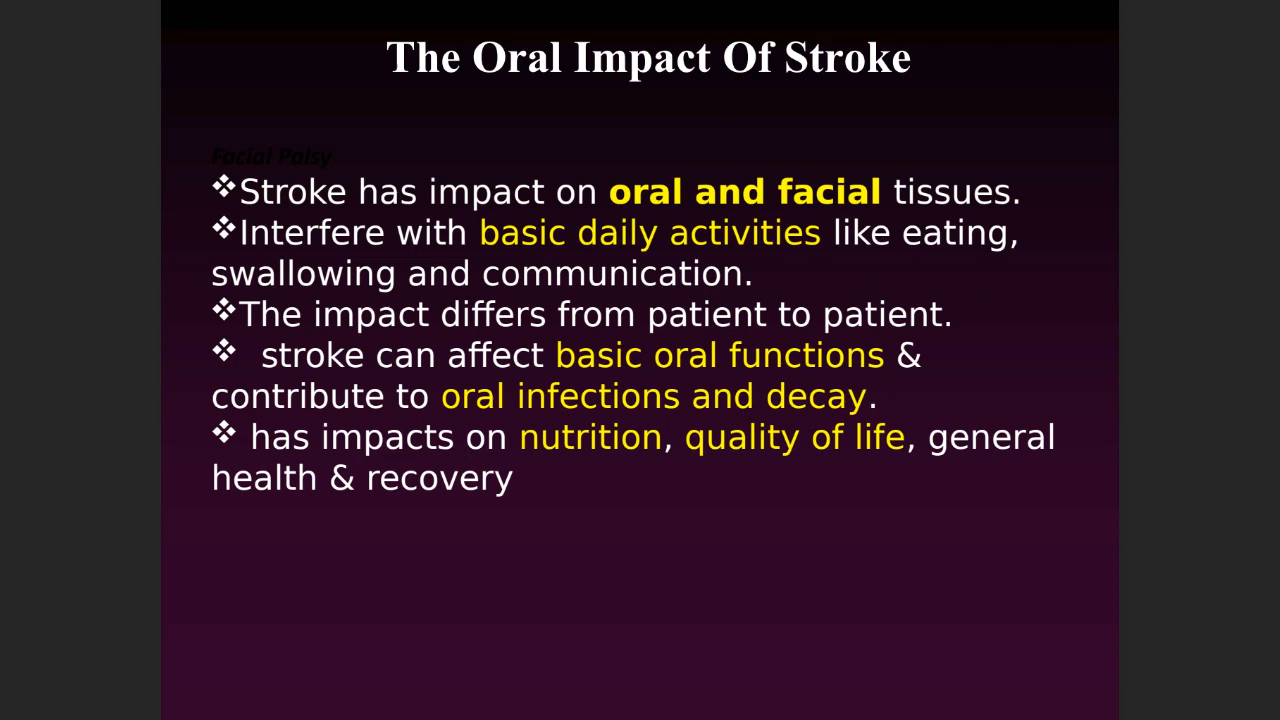 The Oral Impact Of Stroke
Facial Palsy
❖Stroke has impact on oral and facial tissues.
❖Interfere with basic daily activities like eating,
swallowing and communication.
❖The impact differs from patient to patient.
❖ stroke can affect basic oral functions &
contribute to oral infections and decay.
❖ has impacts on nutrition, quality of life, general
health & recovery